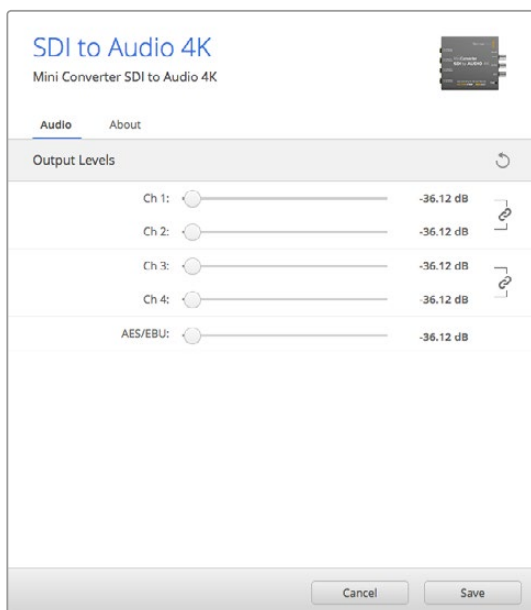 SDI to Audio 4K
Mini Converter SDI to Audio 4K
Audio About
Output Levels
Ch 1: -36.12 dB
Ch 2: -36.12 dB
Ch 3: -36.12 dB
Ch 4: -36.12 dB
AES/EBU: -36.12 dB
Cancel Save